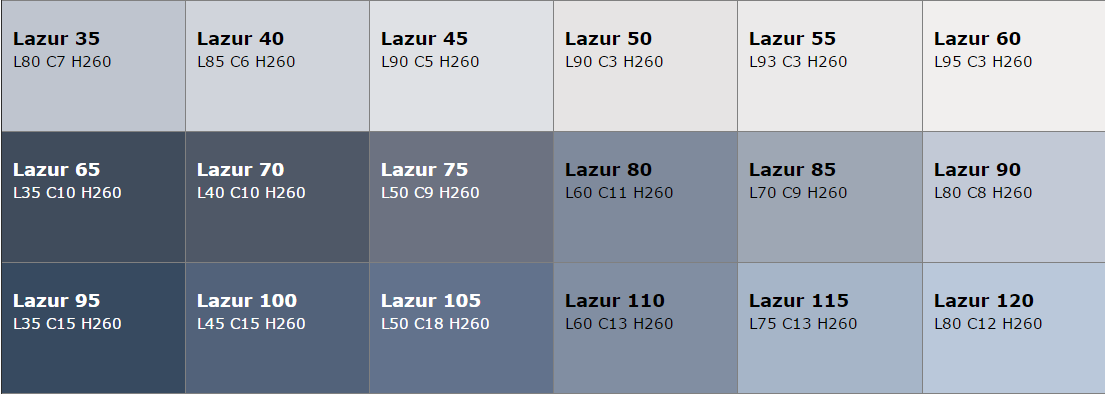 Lazur 35
L80 C7 H260
Lazur 40
L85 C6 H260
Lazur 45
L90 C5 H260
Lazur 50
L90 C3 H260
Lazur 55
L93 C3 H260
Lazur 60
L95 C3 H260
Lazur 65
L35 C10 H260
Lazur 70
L40 C10 H260
Lazur 75
L50 C9 H260
Lazur 80
L60 C11 H260
Lazur 85
L70 C9 H260
Lazur 90
L80 C8 H260
Lazur 95
L35 C15 H260
Lazur 100
L45 C15 H260
Lazur 105
L50 C18 H260
Lazur 110
L60 C13 H260
Lazur 115
L75 C13 H260
Lazur 120
L80 C12 H260